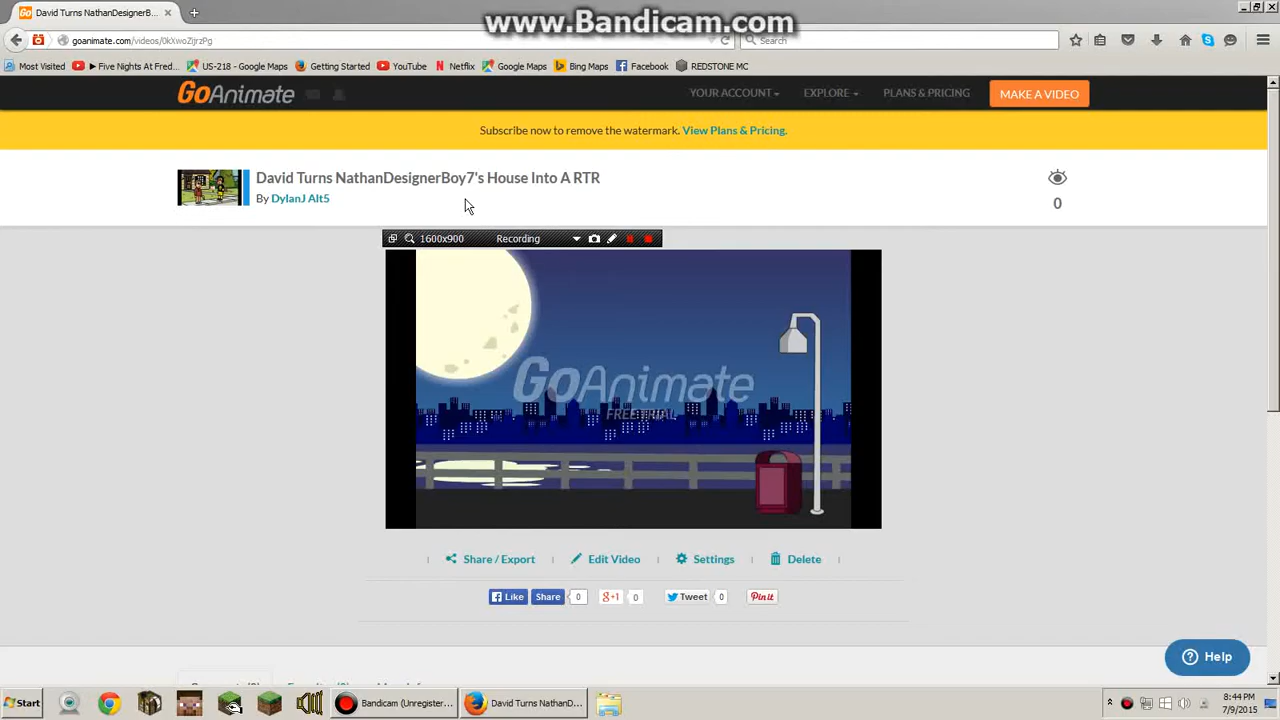 David Turns NathanDesignerB...
www.Bandicam.com
goanimate.com/videos/0kXwoZijrzPg
Search
Most Visited
▶ Five Nights At Fred...
US-218 - Google Maps
Getting Started
YouTube
Netflix
Google Maps
Bing Maps
Facebook
REDSTONE MC
GoAnimate
YOUR ACCOUNT
EXPLORE
PLANS & PRICING
MAKE A VIDEO
Subscribe now to remove the watermark. View Plans & Pricing.
David Turns NathanDesignerBoy7's House Into A RTR
By DylanJ Alt5
0
1600x900
Recording
GoAnimate
FREE TRIAL
Share / Export
Edit Video
Settings
Delete
Like
Share
0
g+1
0
Tweet
0
Pin it
Help
Start
Bandicam (Unregister...
David Turns NathanD...
8:44 PM
7/9/2015